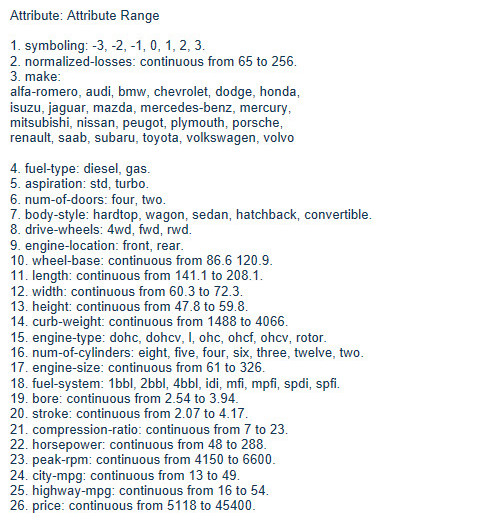 Attribute: Attribute Range
1. symboling: -3, -2, -1, 0, 1, 2, 3.
2. normalized-losses: continuous from 65 to 256.
3. make:
alfa-romero, audi, bmw, chevrolet, dodge, honda,
isuzu, jaguar, mazda, mercedes-benz, mercury,
mitsubishi, nissan, peugot, plymouth, porsche,
renault, saab, subaru, toyota, volkswagen, volvo
4. fuel-type: diesel, gas.
5. aspiration: std, turbo.
6. num-of-doors: four, two.
7. body-style: hardtop, wagon, sedan, hatchback, convertible.
8. drive-wheels: 4wd, fwd, rwd.
9. engine-location: front, rear.
10. wheel-base: continuous from 86.6 120.9.
11. length: continuous from 141.1 to 208.1.
12. width: continuous from 60.3 to 72.3.
13. height: continuous from 47.8 to 59.8.
14. curb-weight: continuous from 1488 to 4066.
15. engine-type: dohc, dohcv, l, ohc, ohcf, ohcv, rotor.
16. num-of-cylinders: eight, five, four, six, three, twelve, two.
17. engine-size: continuous from 61 to 326.
18. fuel-system: 1bbl, 2bbl, 4bbl, idi, mfi, mpfi, spdi, spfi.
19. bore: continuous from 2.54 to 3.94.
20. stroke: continuous from 2.07 to 4.17.
21. compression-ratio: continuous from 7 to 23.
22. horsepower: continuous from 48 to 288.
23. peak-rpm: continuous from 4150 to 6600.
24. city-mpg: continuous from 13 to 49.
25. highway-mpg: continuous from 16 to 54.
26. price: continuous from 5118 to 45400.